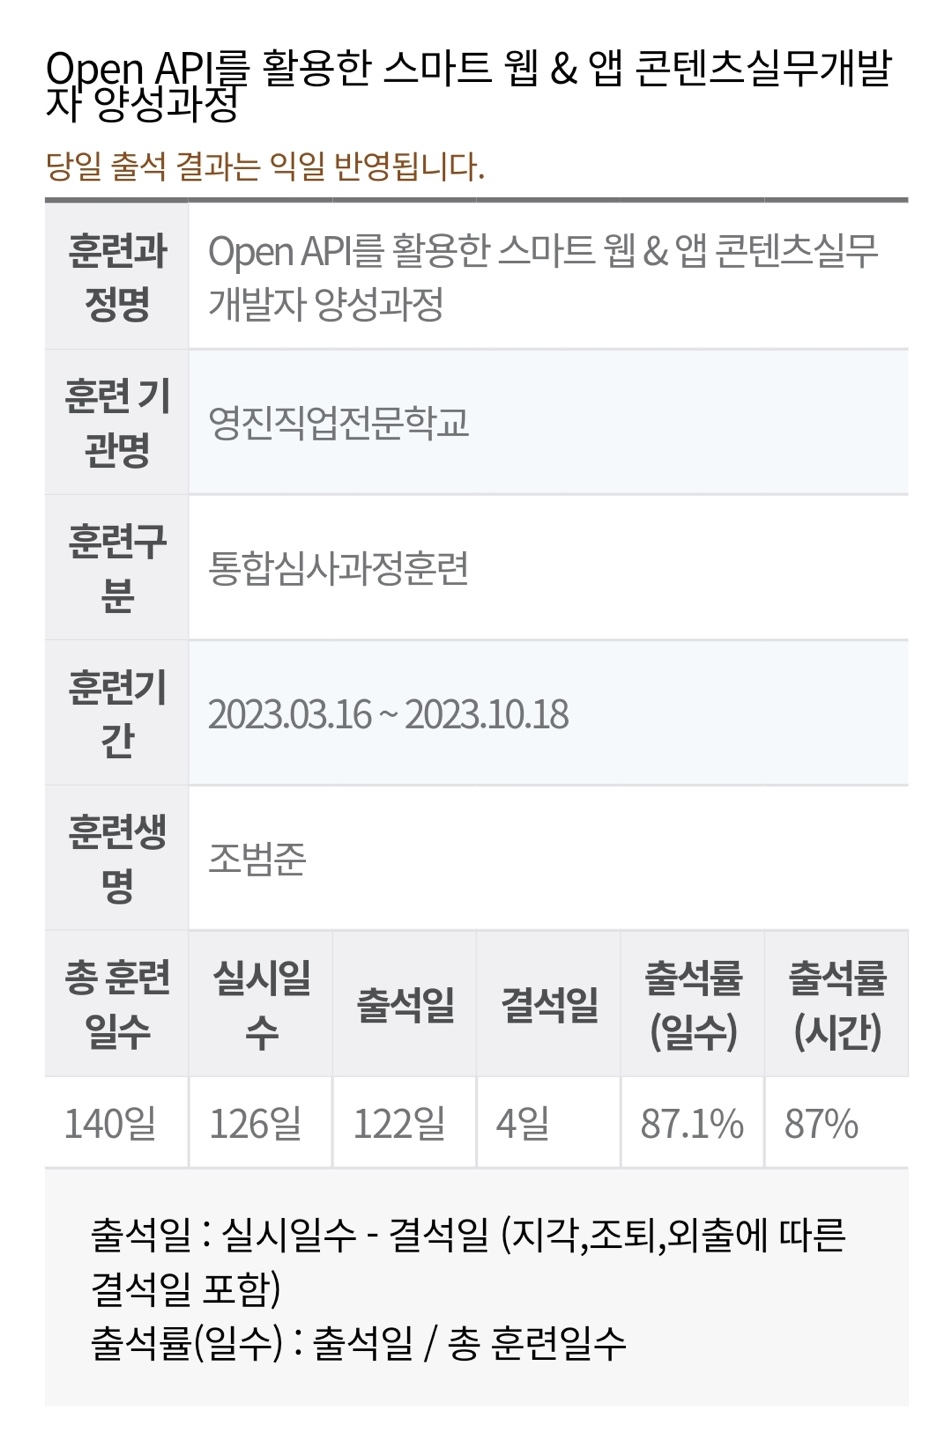 Open API를 활용한 스마트 웹 & 앱 콘텐츠실무개발
자 양성과정
당일 출석 결과는 익일 반영됩니다.
훈련과
정명
Open API를 활용한 스마트 웹 & 앱 콘텐츠실무
개발자 양성과정
훈련 기
관명
영진직업전문학교
훈련구
분
통합심사과정훈련
훈련기
간
2023.03.16 ~ 2023.10.18
훈련생
명
조범준
총 훈련
일수
실시일
수
출석일
결석일
출석률
(일수)
출석률
(시간)
140일 126일 122일 4일 87.1% 87%
출석일 : 실시일수 - 결석일 (지각,조퇴,외출에 따른
결석일 포함)
출석률(일수) : 출석일 / 총 훈련일수